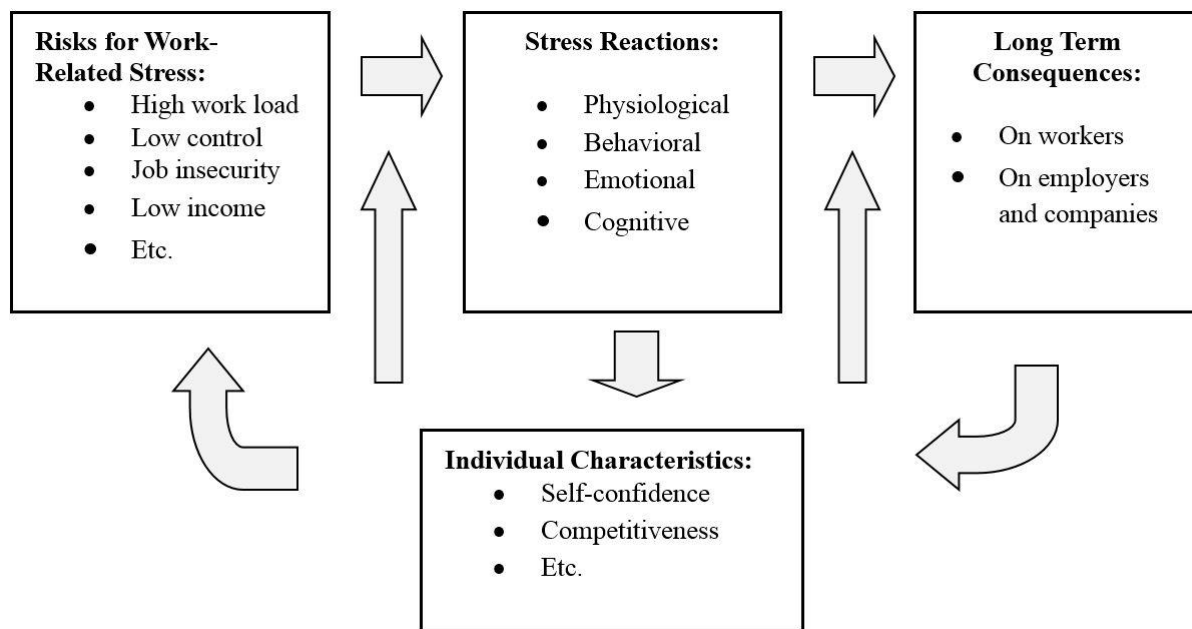 Risks for Work-
Related Stress:
• High work load
• Low control
• Job insecurity
• Low income
• Etc.
Stress Reactions:
• Physiological
• Behavioral
• Emotional
• Cognitive
Long Term
Consequences:
• On workers
• On employers
and companies
Individual Characteristics:
• Self-confidence
• Competitiveness
• Etc.